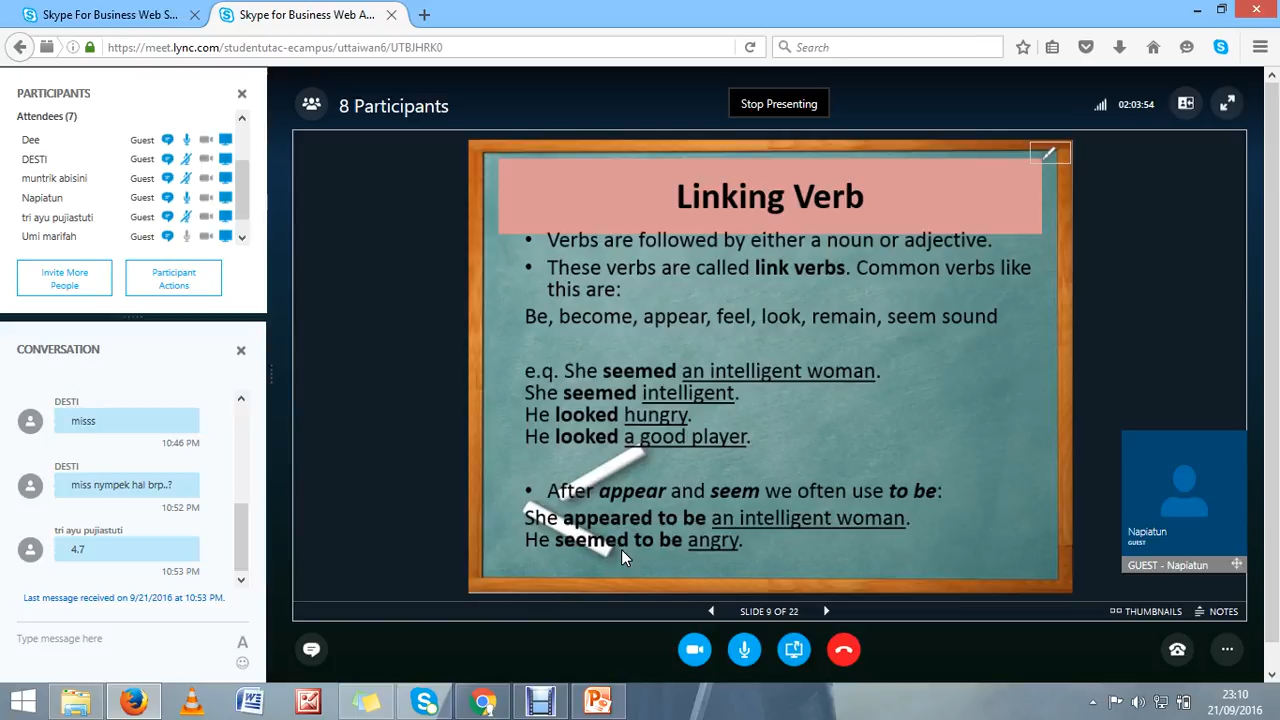 Skype For Business Web S...
Skype for Business Web A...
https://meet.lync.com/studentutac-ecampus/uttaiwan6/UTBJHRK0
Search
PARTICIPANTS
Attendees (7)
Dee Guest
DESTI Guest
muntrik abisini Guest
Napiatun Guest
tri ayu pujiastuti Guest
Umi marifah Guest
Invite More
People
Participant
Actions
CONVERSATION
DESTI
misss
10:46 PM
DESTI
miss nympek hal brp..?
10:52 PM
tri ayu pujiastuti
4.7
10:53 PM
Last message received on 9/21/2016 at 10:53 PM.
Type message here
A
8 Participants
Stop Presenting
02:03:54
Linking Verb
• Verbs are followed by either a noun or adjective.
• These verbs are called link verbs. Common verbs like
this are:
Be, become, appear, feel, look, remain, seem sound
e.q. She seemed an intelligent woman.
She seemed intelligent.
He looked hungry.
He looked a good player.
• After appear and seem we often use to be:
She appeared to be an intelligent woman.
He seemed to be angry.
Napiatun
GUEST
GUEST - Napiatun
SLIDE 9 OF 22
THUMBNAILS
NOTES
23:10
21/09/2016